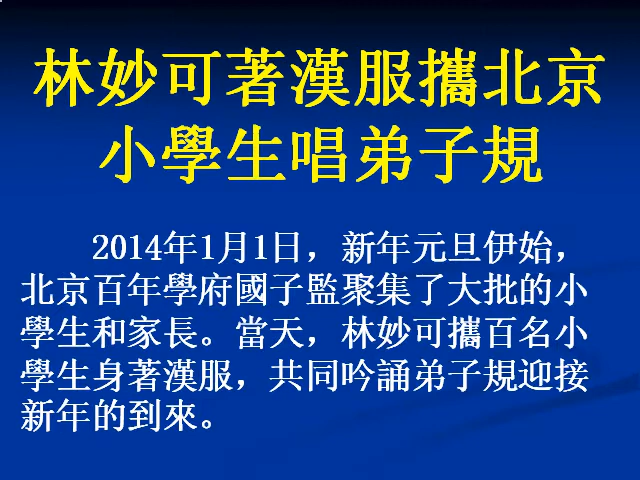 林妙可著漢服攜北京
小學生唱弟子規
2014年1月1日，新年元旦伊始，
北京百年學府國子監聚集了大批的小
學生和家長。當天，林妙可攜百名小
學生身著漢服，共同吟誦弟子規迎接
新年的到來。